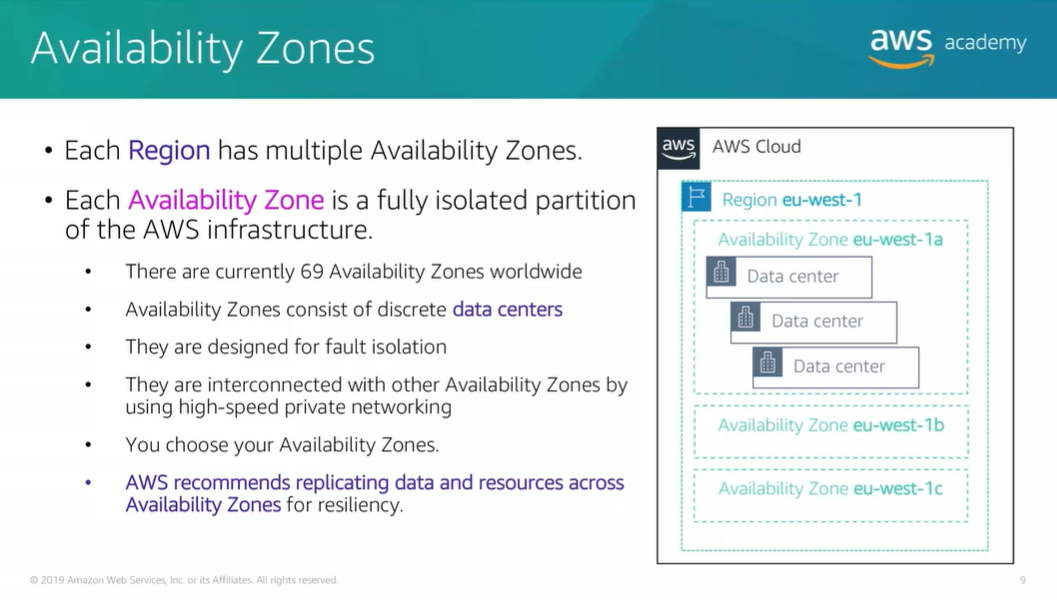 Availability Zones
aws academy
• Each Region has multiple Availability Zones.
• Each Availability Zone is a fully isolated partition
of the AWS infrastructure.
• There are currently 69 Availability Zones worldwide
• Availability Zones consist of discrete data centers
• They are designed for fault isolation
• They are interconnected with other Availability Zones by
using high-speed private networking
• You choose your Availability Zones.
• AWS recommends replicating data and resources across
Availability Zones for resiliency.
aws AWS Cloud
Region eu-west-1
Availability Zone eu-west-1a
Data center
Data center
Data center
Availability Zone eu-west-1b
Availability Zone eu-west-1c
© 2019 Amazon Web Services, Inc. or its Affiliates. All rights reserved.
9